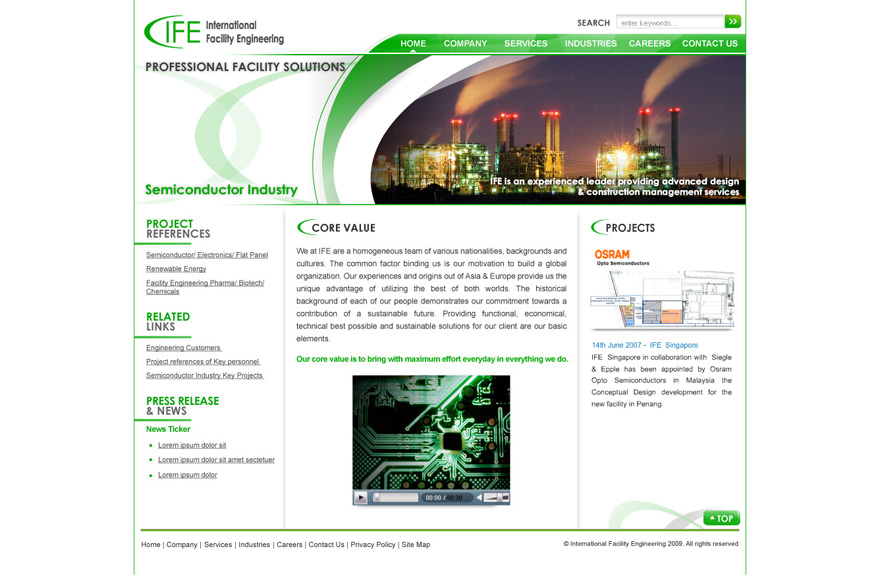 IFE International
Facility Engineering
SEARCH enter keywords...
HOME COMPANY SERVICES INDUSTRIES CAREERS CONTACT US
PROFESSIONAL FACILITY SOLUTIONS
Semiconductor Industry
IFE is an experienced leader providing advanced design
& construction management services
PROJECT
REFERENCES
Semiconductor/ Electronics/ Flat Panel
Renewable Energy
Facility Engineering Pharma/ Biotech/
Chemicals
RELATED
LINKS
Engineering Customers
Project references of Key personnel
Semiconductor Industry Key Projects
PRESS RELEASE
& NEWS
News Ticker
Lorem ipsum dolor sit
Lorem ipsum dolor sit amet sectetuer
Lorem ipsum dolor
CORE VALUE
We at IFE are a homogeneous team of various nationalities, backgrounds and
cultures. The common factor binding us is our motivation to build a global
organization. Our experiences and origins out of Asia & Europe provide us the
unique advantage of utilizing the best of both worlds. The historical
background of each of our people demonstrates our commitment towards a
contribution of a sustainable future. Providing functional, economical,
technical best possible and sustainable solutions for our client are our basic
elements.
Our core value is to bring with maximum effort everyday in everything we do.
00:00 / 00:30
PROJECTS
OSRAM
Opto Semiconductors
14th June 2007 - IFE Singapore
IFE Singapore in collaboration with Siegle
& Epple has been appointed by Osram
Opto Semiconductors in Malaysia the
Conceptual Design development for the
new facility in Penang.
TOP
Home | Company | Services | Industries | Careers | Contact Us | Privacy Policy | Site Map
© International Facility Engineering 2009. All rights reserved